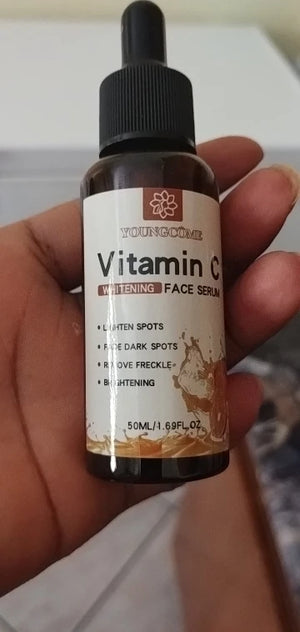 YOUNGCOME
Vitamin C
WHITENING FACE SERUM
• LIGHTEN SPOTS
• FADE DARK SPOTS
• REMOVE FRECKLE
• BRIGHTENING
50ML/1.69FL.OZ